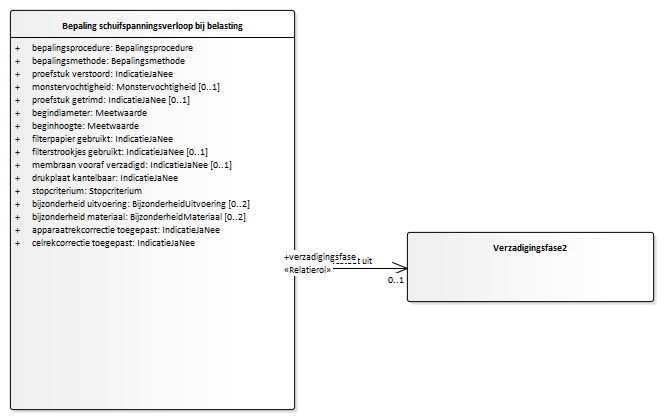 Bepaling schuifspanningsverloop bij belasting
+ bepalingsprocedure: Bepalingsprocedure
+ bepalingsmethode: Bepalingsmethode
+ proefstuk verstoord: IndicatieJaNee
+ monstervochtigheid: Monstervochtigheid [0..1]
+ proefstuk getrimd: IndicatieJaNee [0..1]
+ begindiameter: Meetwaarde
+ beginhoogte: Meetwaarde
+ filterpapier gebruikt: IndicatieJaNee
+ filterstrookjes gebruikt: IndicatieJaNee [0..1]
+ membraan vooraf verzadigd: IndicatieJaNee [0..1]
+ drukplaat kantelbaar: IndicatieJaNee
+ stopcriterium: Stopcriterium
+ bijzonderheid uitvoering: BijzonderheidUitvoering [0..2]
+ bijzonderheid materiaal: BijzonderheidMateriaal [0..2]
+ apparaatrekcorrectie toegepast: IndicatieJaNee
+ celrekcorrectie toegepast: IndicatieJaNee
+verzadigingsfase
uit
«Relatierol»
0..1
Verzadigingsfase2